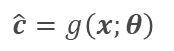 ĉ = g(x; θ)